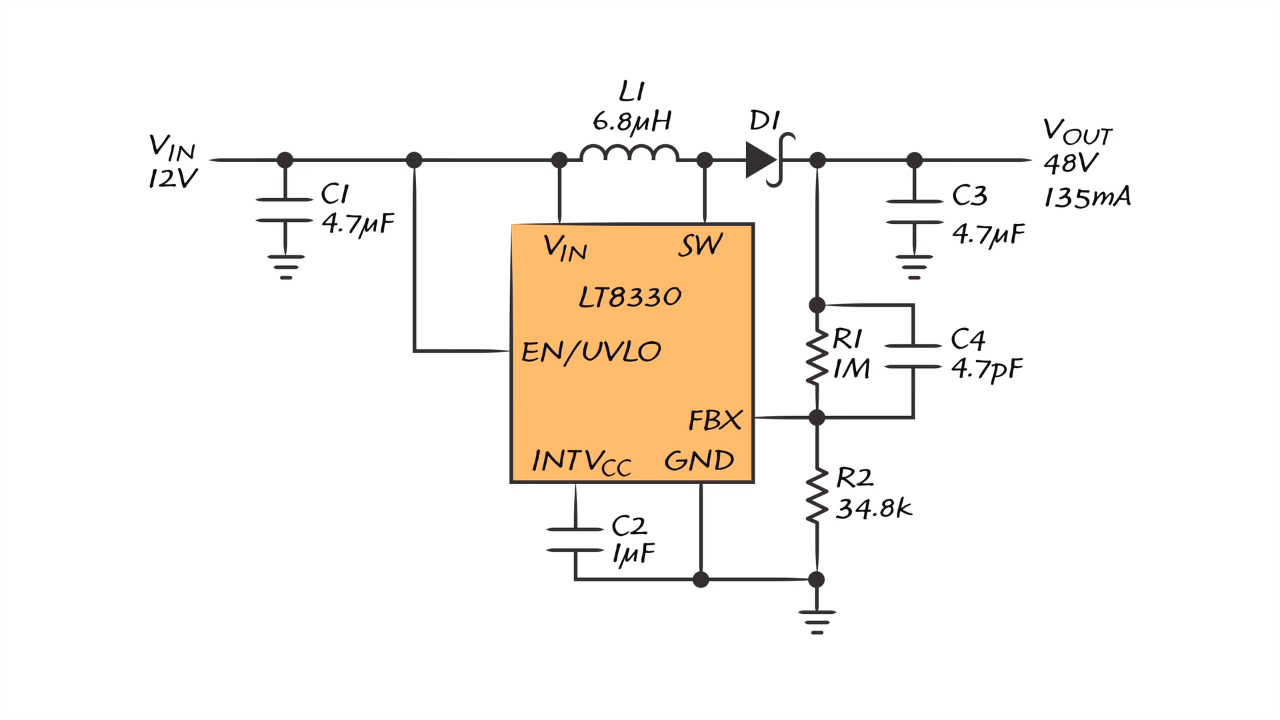 VIN
12V
C1
4.7µF
L1
6.8µH
D1
VOUT
48V
135mA
C3
4.7µF
VIN
SW
LT8330
EN/UVLO
FBX
INTVCC
GND
R1
1M
C4
4.7pF
R2
34.8k
C2
1µF